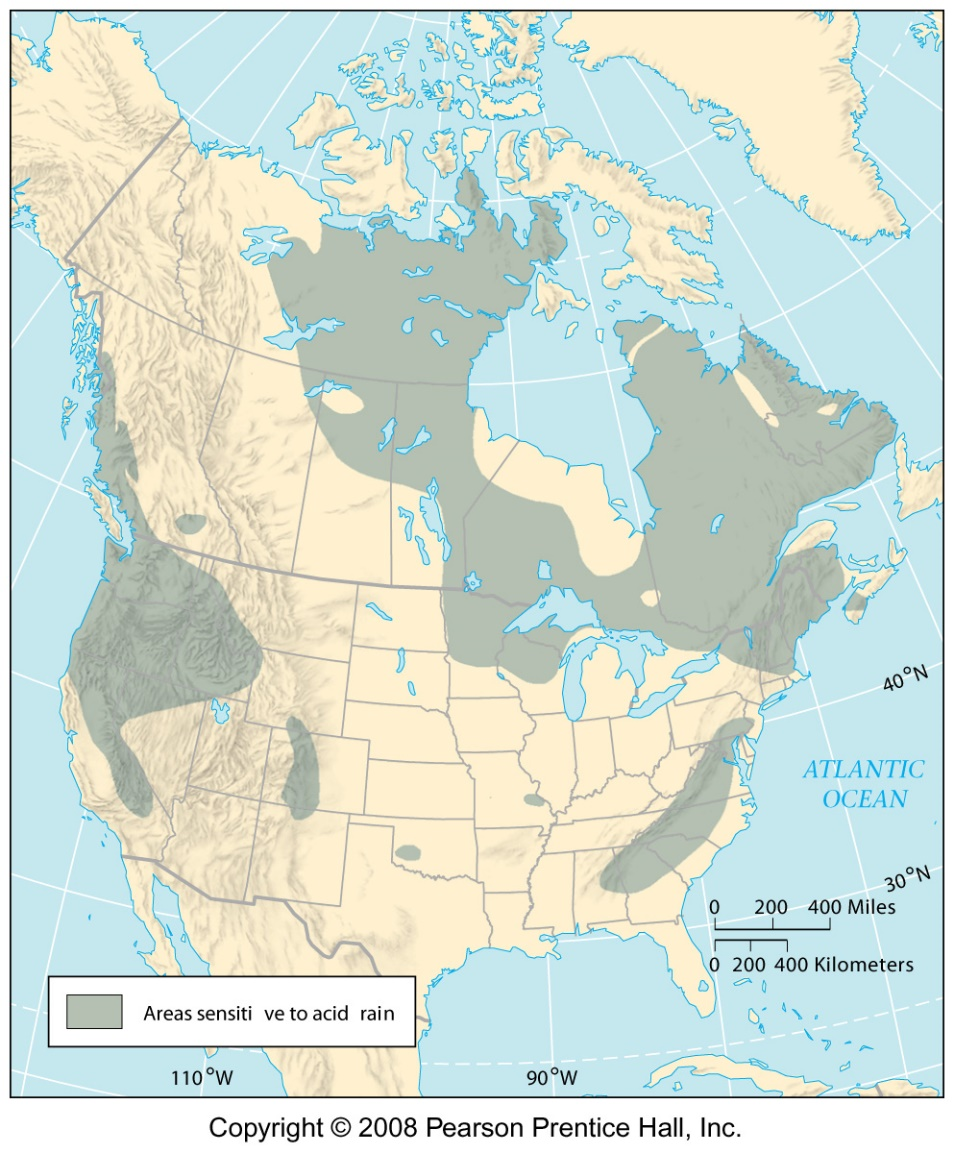 40°N
ATLANTIC
OCEAN
30°N
0 200 400 Miles
0 200 400 Kilometers
Areas sensiti ve to acid rain
110°W
90°W
Copyright © 2008 Pearson Prentice Hall, Inc.